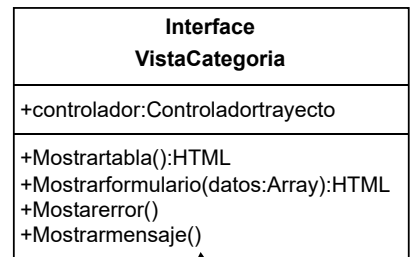 Interface
VistaCategoria
+controlador:Controladortrayecto
+Mostrartabla():HTML
+Mostrarformulario(datos:Array):HTML
+Mostarerror()
+Mostrarmensaje()